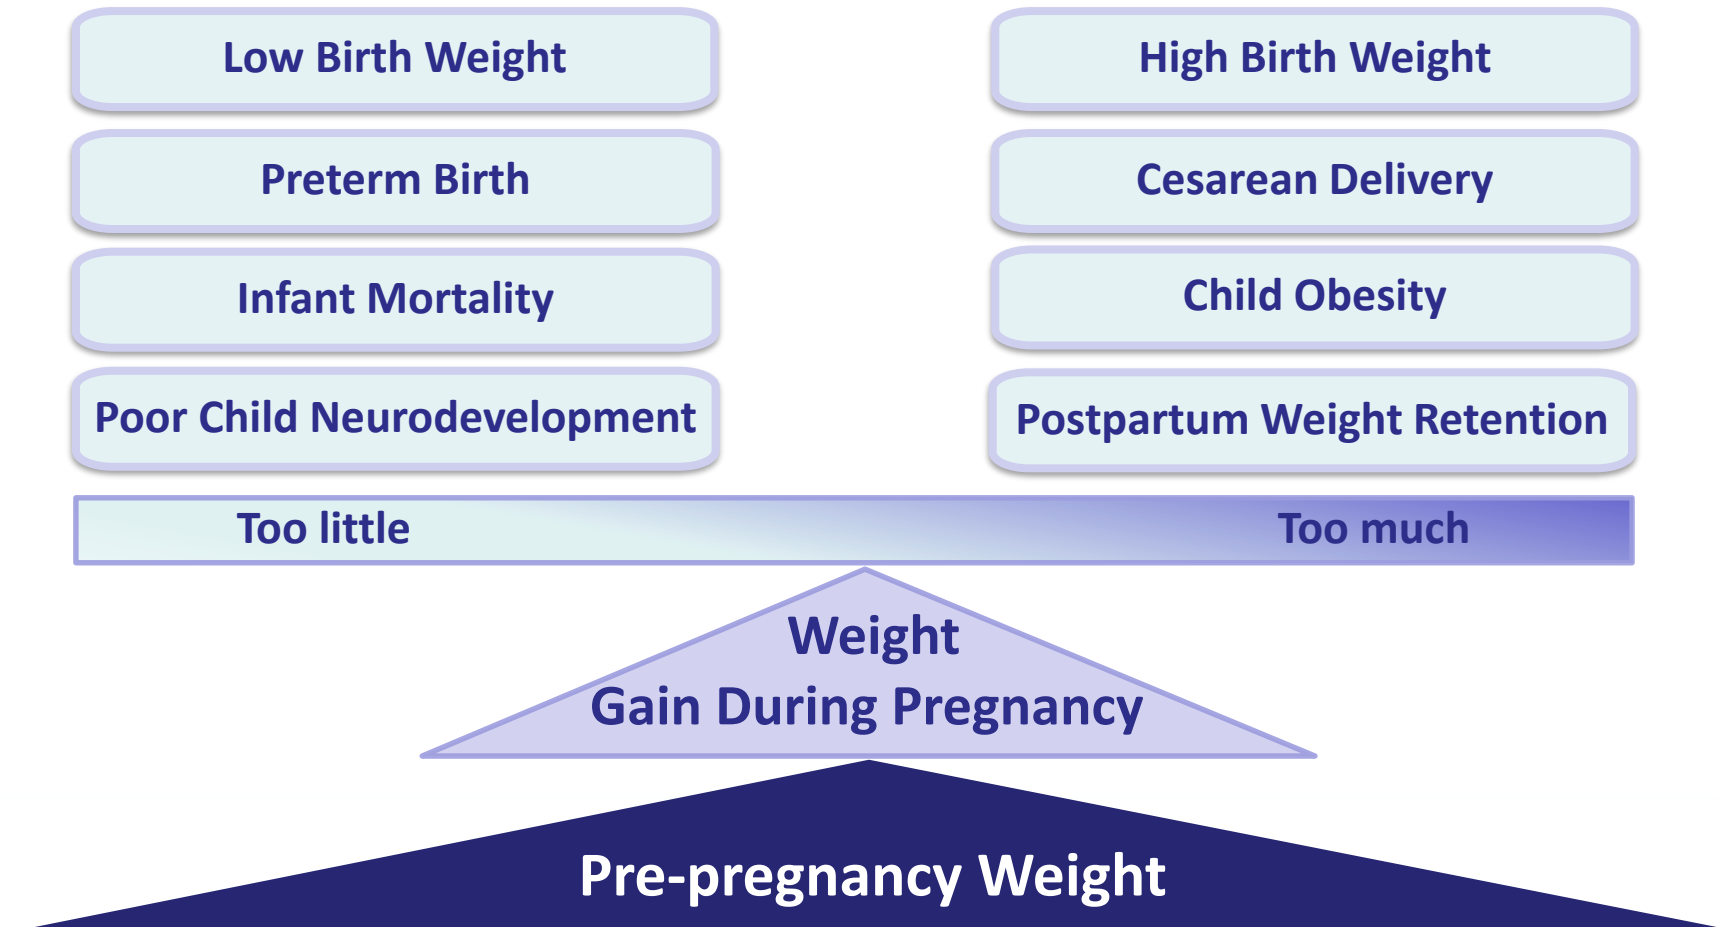 Low Birth Weight
High Birth Weight
Preterm Birth
Cesarean Delivery
Infant Mortality
Child Obesity
Poor Child Neurodevelopment
Postpartum Weight Retention
Too little
Too much
Weight
Gain During Pregnancy
Pre-pregnancy Weight